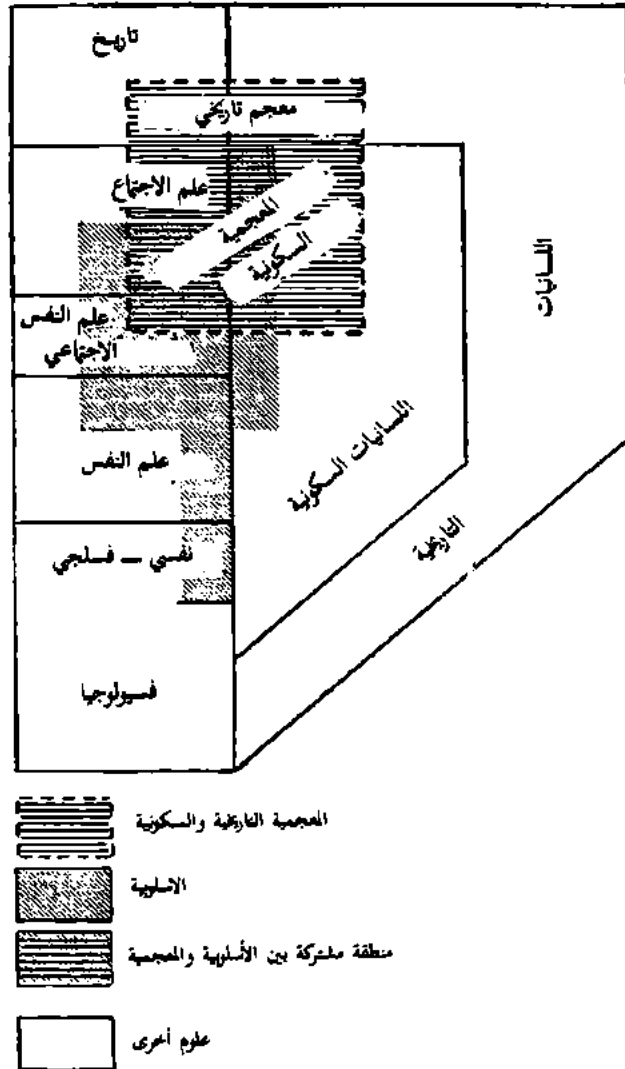 تاريخ
معجم تاريخي
علم الاجتماع
المعجمية
السكونية
اللسانيات
علم النفس
الاجتماعي
اللسانيات السكونية
علم النفس
التاريخية
نفسي — فسلجي
فسيولوجيا
المعجمية التاريخية والسكونية
الاسلوبية
منطقة مشتركة بين الأسلوبية والمعجمية
علوم أخرى